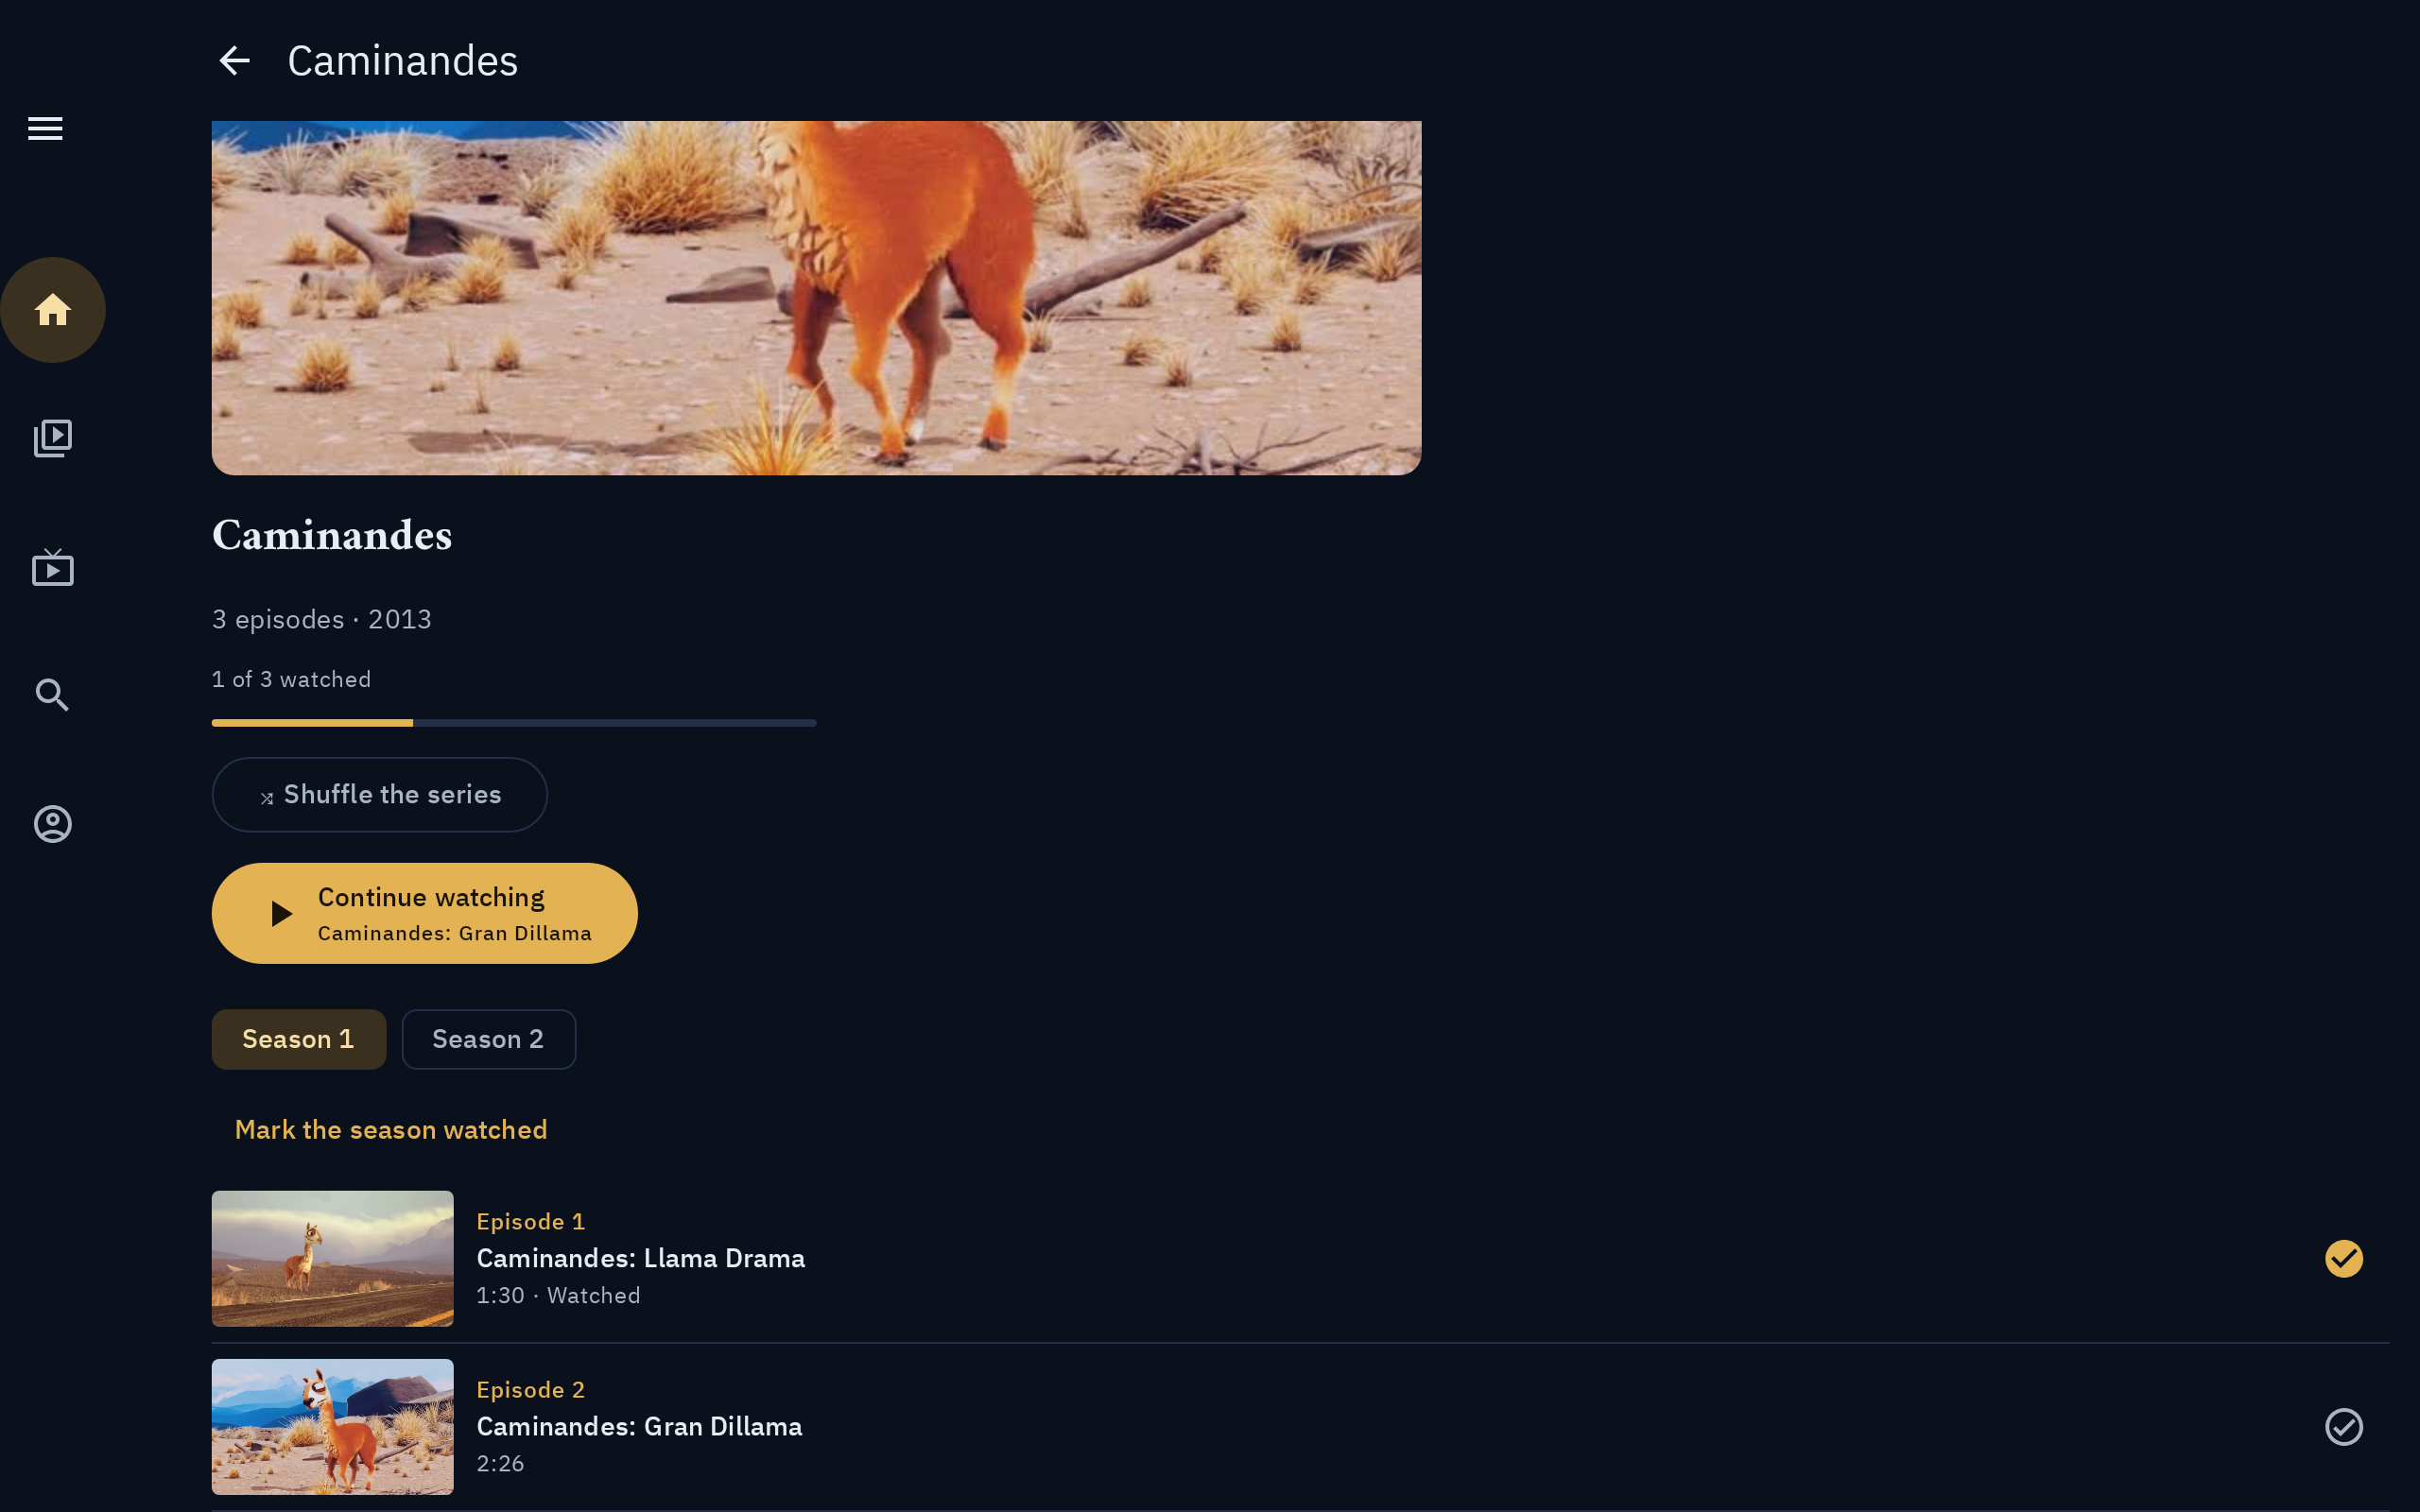 Caminandes
Caminandes
3 episodes · 2013
1 of 3 watched
Shuffle the series
Continue watching
Caminandes: Gran Dillama
Season 1
Season 2
Mark the season watched
Episode 1
Caminandes: Llama Drama
1:30 · Watched
Episode 2
Caminandes: Gran Dillama
2:26